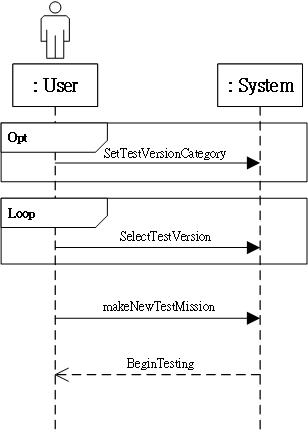 : User
: System
Opt
SetTestVersionCategory
Loop
SelectTestVersion
makeNewTestMission
BeginTesting